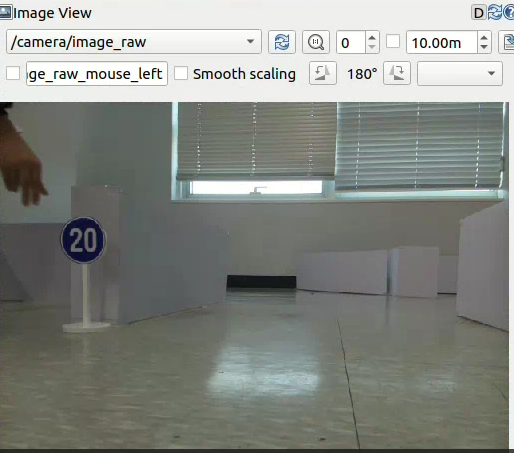 Image View
D
/camera/image_raw
0
10.00m
ge_raw_mouse_left
Smooth scaling
180°
20